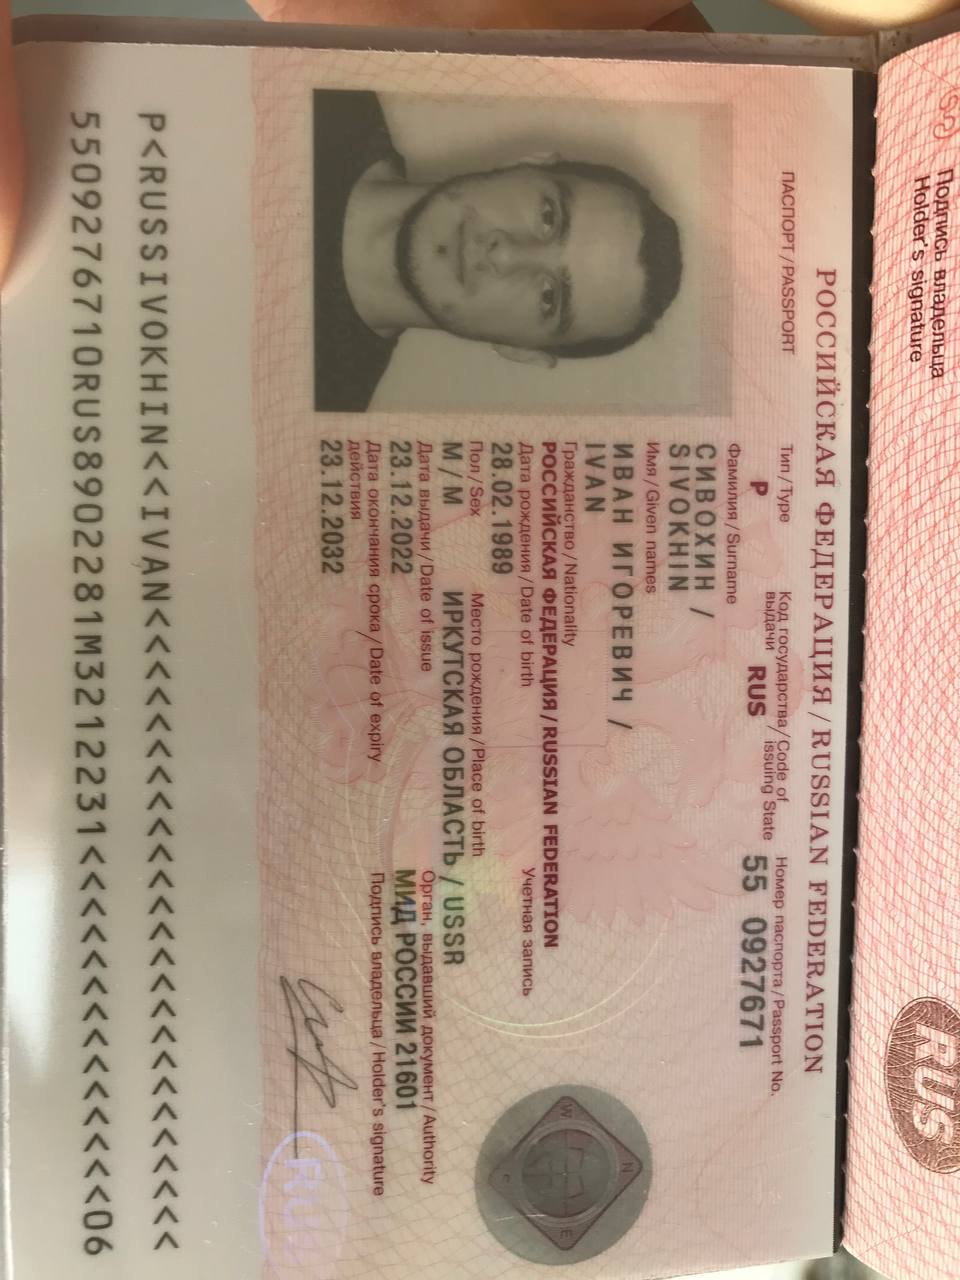 Подпись владельца
Holder's signature
RUS
РОССИЙСКАЯ ФЕДЕРАЦИЯ / RUSSIAN FEDERATION
ПАСПОРТ / PASSPORT
Тип / Type
Код государства / Code of
выдачи issuing State
Номер паспорта / Passport No.
P
RUS
55 0927671
Фамилия / Surname
СИВОХИН /
SIVOKHIN
Имя / Given names
ИВАН ИГОРЕВИЧ /
IVAN
Гражданство / Nationality
РОССИЙСКАЯ ФЕДЕРАЦИЯ / RUSSIAN FEDERATION
Дата рождения / Date of birth
Учетная запись
28.02.1989
Пол / Sex
Место рождения / Place of birth
М / M
ИРКУТСКАЯ ОБЛАСТЬ / USSR
Дата выдачи / Date of issue
Орган, выдавший документ / Authority
23.12.2022
МИД РОССИИ 21601
Дата окончания срока / Date of expiry
действия
Подпись владельца / Holder's signature
23.12.2032
N
E
W
RUS
P<RUSSIVOKHIN<<IVAN<<<<<<<<<<<<<<<<<<<<<<<<<
5509276710RUS8902281M3212231<<<<<<<<<<<<<<06